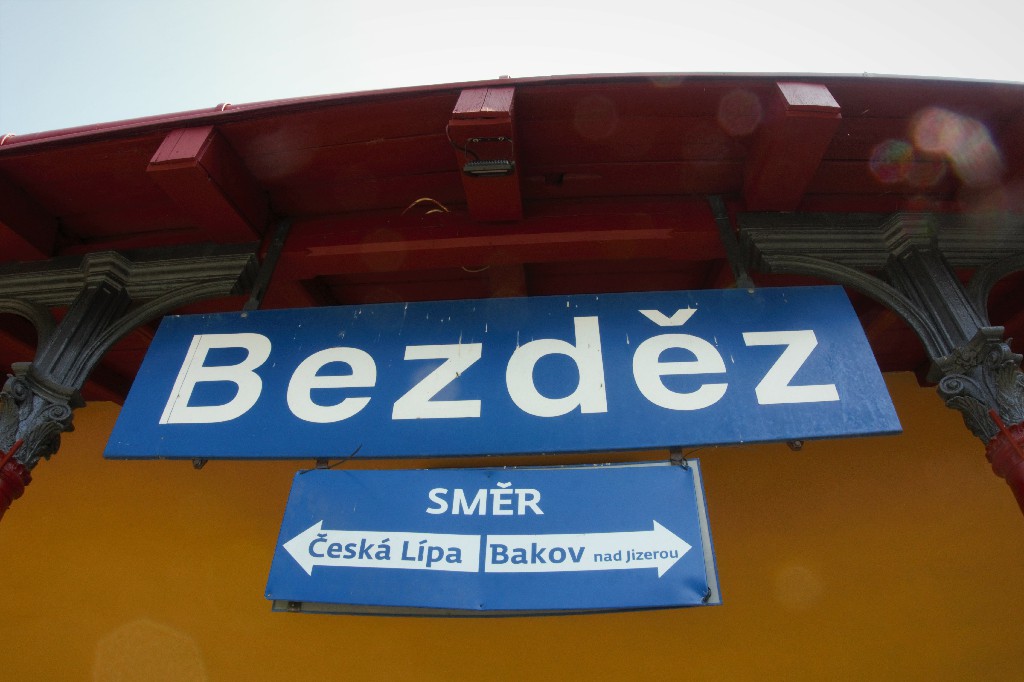 Bezděz
SMĚR
Česká Lípa Bakov nad Jizerou